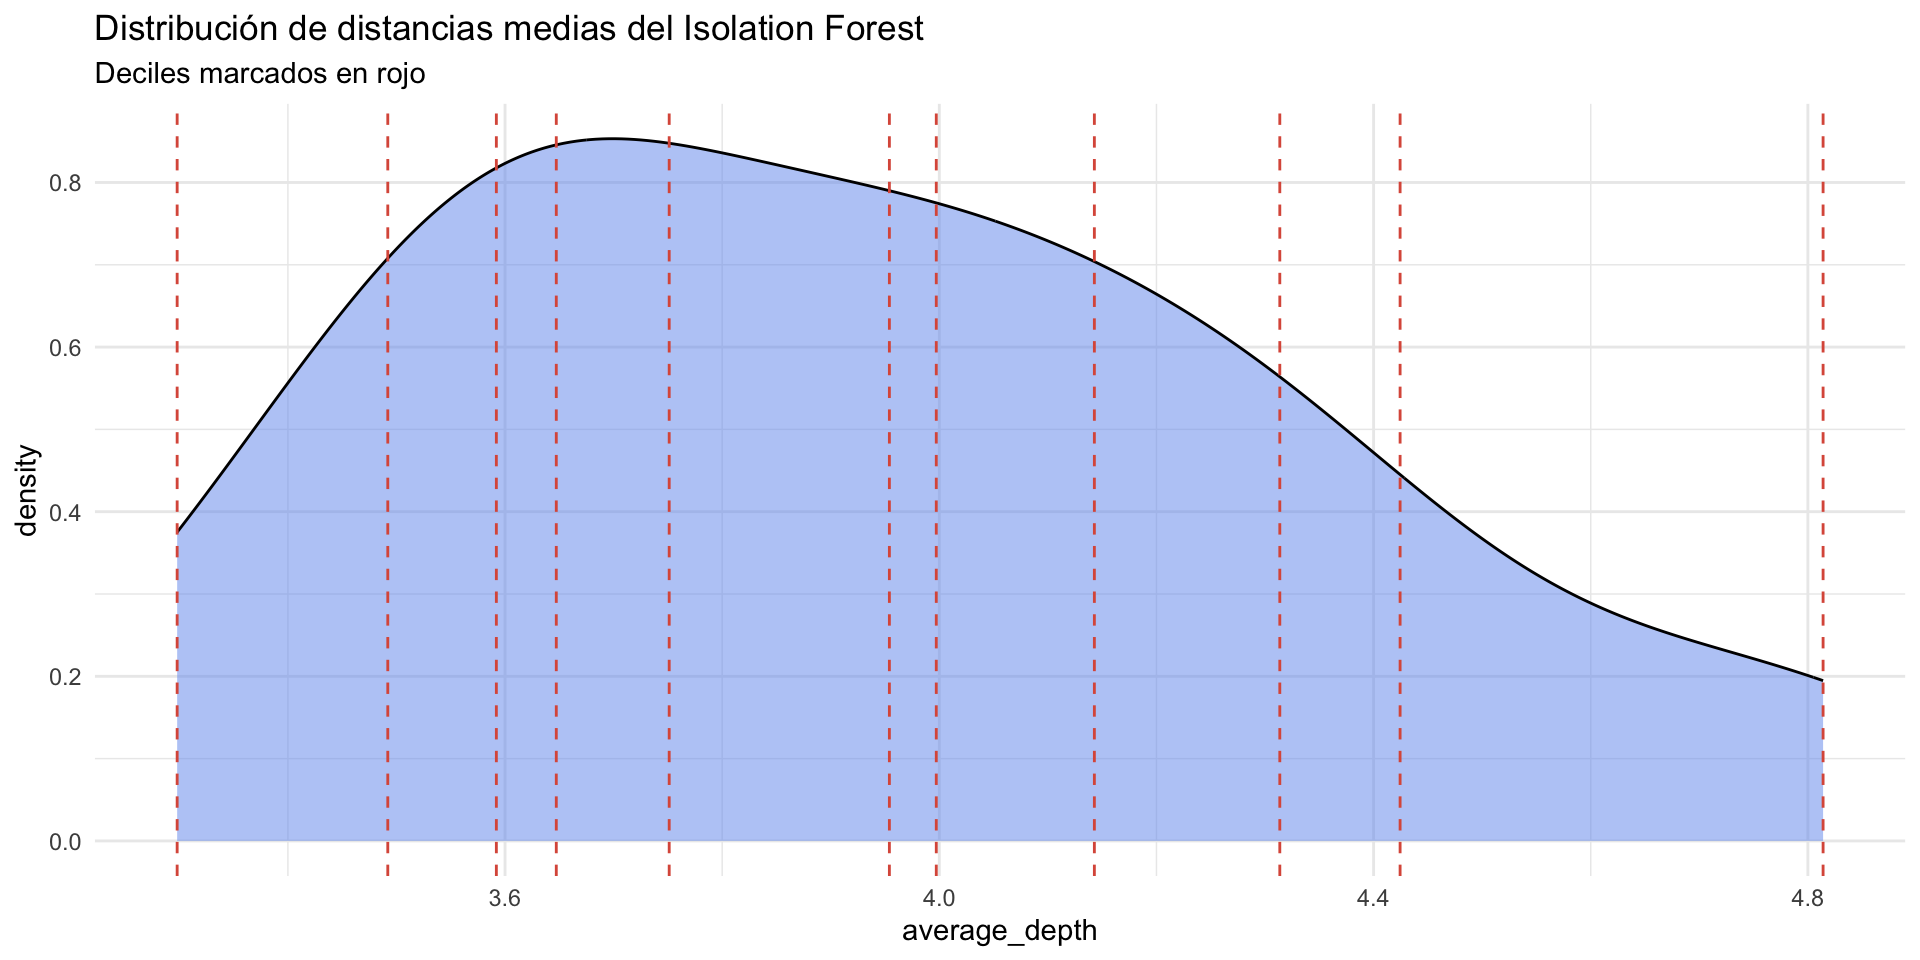 Distribución de distancias medias del Isolation Forest
Deciles marcados en rojo
density
0.8
0.6
0.4
0.2
0.0
3.6
4.0
4.4
4.8
average_depth